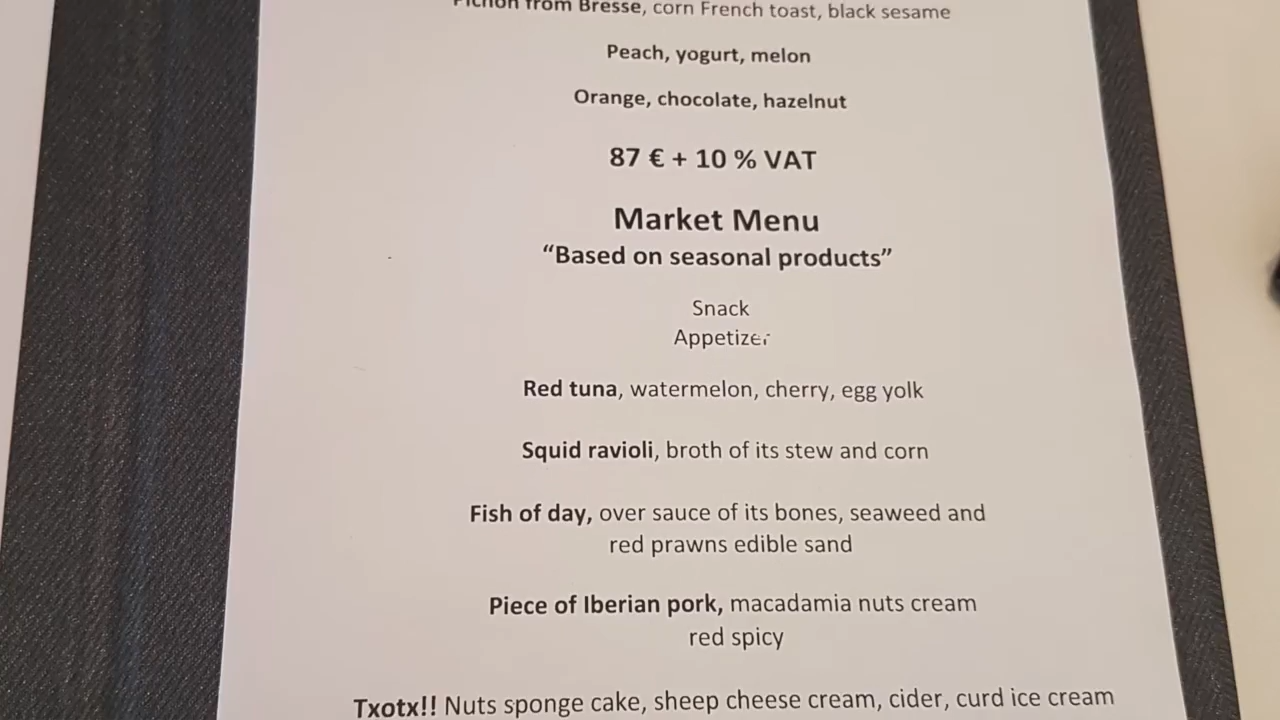 Pichon from Bresse, corn French toast, black sesame
Peach, yogurt, melon
Orange, chocolate, hazelnut
87 € + 10 % VAT
Market Menu
“Based on seasonal products”
Snack
Appetizer
Red tuna, watermelon, cherry, egg yolk
Squid ravioli, broth of its stew and corn
Fish of day, over sauce of its bones, seaweed and
red prawns edible sand
Piece of Iberian pork, macadamia nuts cream
red spicy
Txotx!! Nuts sponge cake, sheep cheese cream, cider, curd ice cream